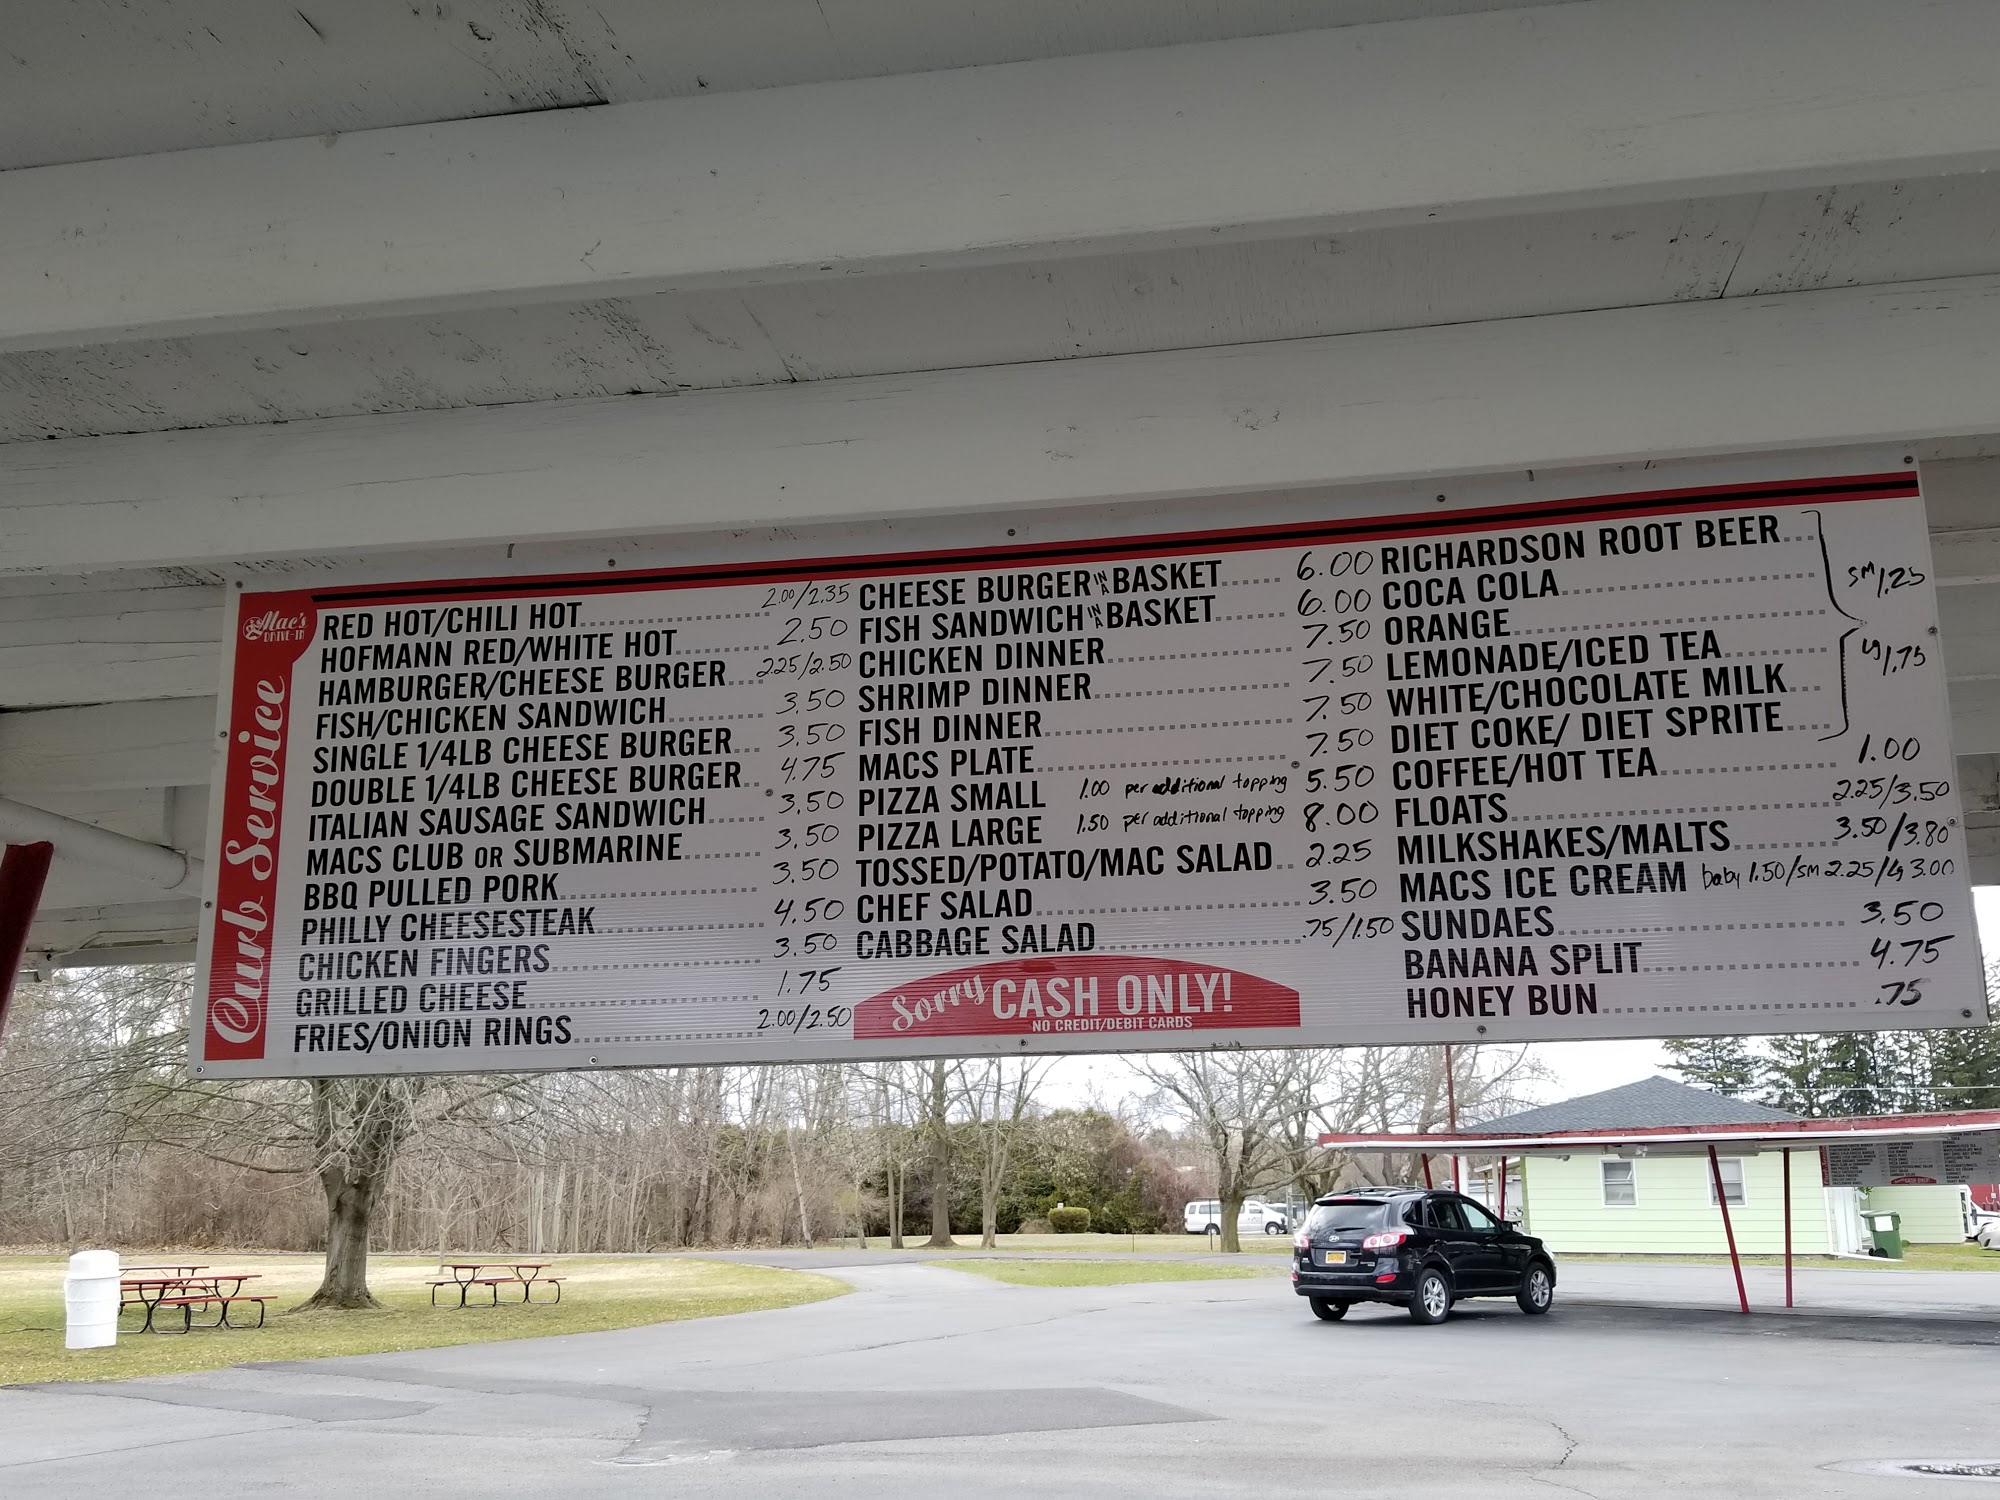 Mac's
DRIVE-IN
Curb Service
RED HOT/CHILI HOT 2.00/2.35
HOFMANN RED/WHITE HOT 2.50
HAMBURGER/CHEESE BURGER 2.25/2.50
FISH/CHICKEN SANDWICH 3.50
SINGLE 1/4LB CHEESE BURGER 3.50
DOUBLE 1/4LB CHEESE BURGER 4.75
ITALIAN SAUSAGE SANDWICH 3.50
MACS CLUB OR SUBMARINE 3.50
BBQ PULLED PORK 3.50
PHILLY CHEESESTEAK 4.50
CHICKEN FINGERS 3.50
GRILLED CHEESE 1.75
FRIES/ONION RINGS 2.00/2.50
CHEESE BURGER IN A BASKET 6.00
FISH SANDWICH IN A BASKET 6.00
CHICKEN DINNER 7.50
SHRIMP DINNER 7.50
FISH DINNER 7.50
MACS PLATE 7.50
PIZZA SMALL 1.00 per additional topping 5.50
PIZZA LARGE 1.50 per additional topping 8.00
TOSSED/POTATO/MAC SALAD 2.25
CHEF SALAD 3.50
CABBAGE SALAD .75/1.50
Sorry CASH ONLY!
NO CREDIT/DEBIT CARDS
RICHARDSON ROOT BEER
COCA COLA
ORANGE
LEMONADE/ICED TEA
WHITE/CHOCOLATE MILK
DIET COKE/ DIET SPRITE
sm 1.25
lg 1.75
COFFEE/HOT TEA 1.00
FLOATS 2.25/3.50
MILKSHAKES/MALTS 3.50/3.80
MACS ICE CREAM baby 1.50/sm 2.25/lg 3.00
SUNDAES 3.50
BANANA SPLIT 4.75
HONEY BUN .75